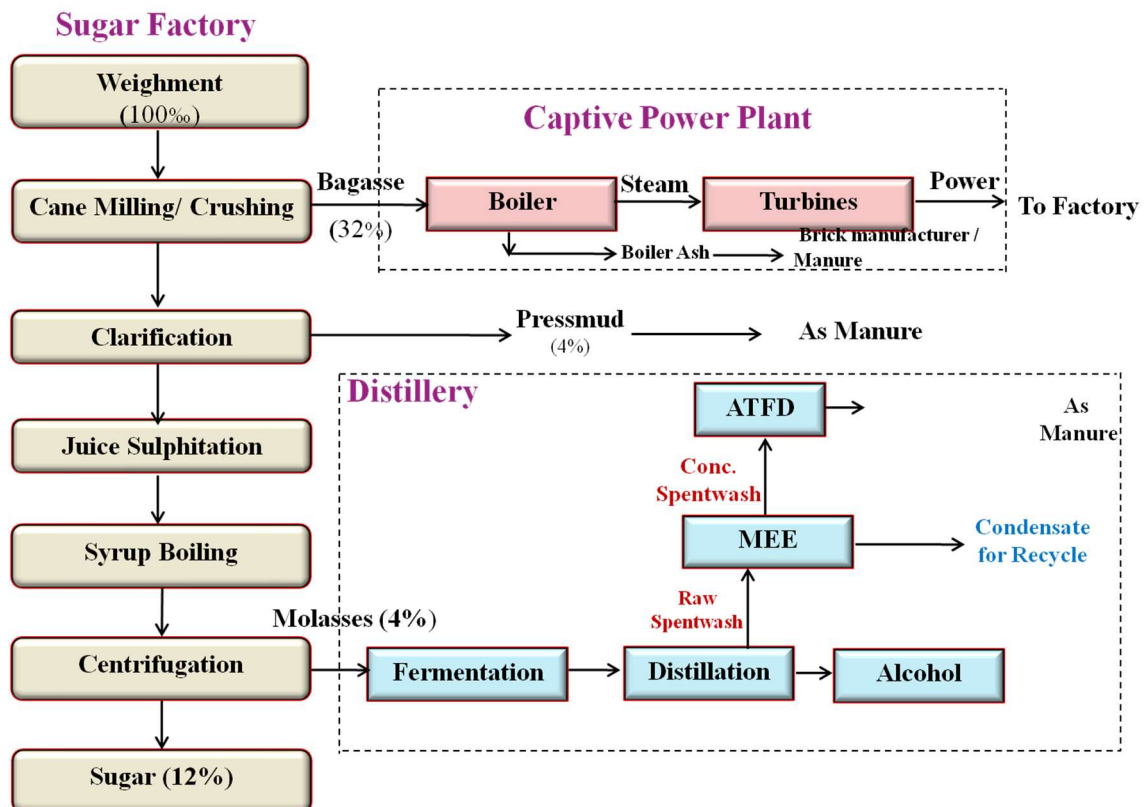 Sugar Factory
Weighment
(100‰)
Captive Power Plant
Cane Milling/ Crushing
Bagasse
(32%)
Boiler
Steam
Turbines
Power
To Factory
Boiler Ash
Brick manufacturer /
Manure
Clarification
Pressmud
(4%)
As Manure
Distillery
ATFD
As
Manure
Juice Sulphitation
Conc.
Spentwash
Syrup Boiling
MEE
Condensate
for Recycle
Raw
Spentwash
Molasses (4%)
Centrifugation
Fermentation
Distillation
Alcohol
Sugar (12%)